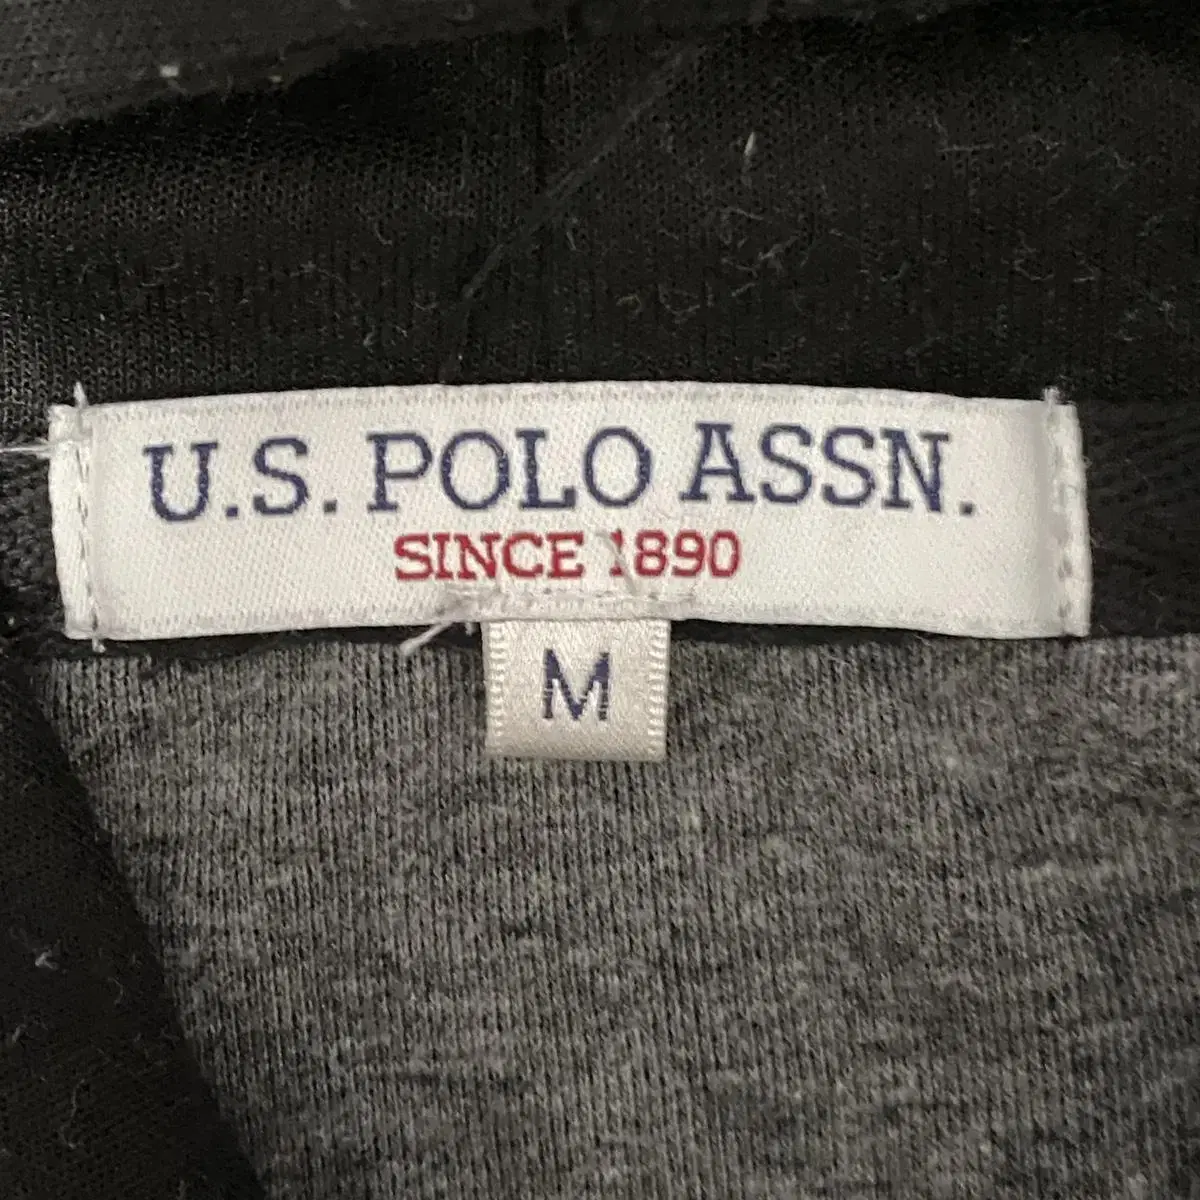 U.S. POLO ASSN.
SINCE 1890
M